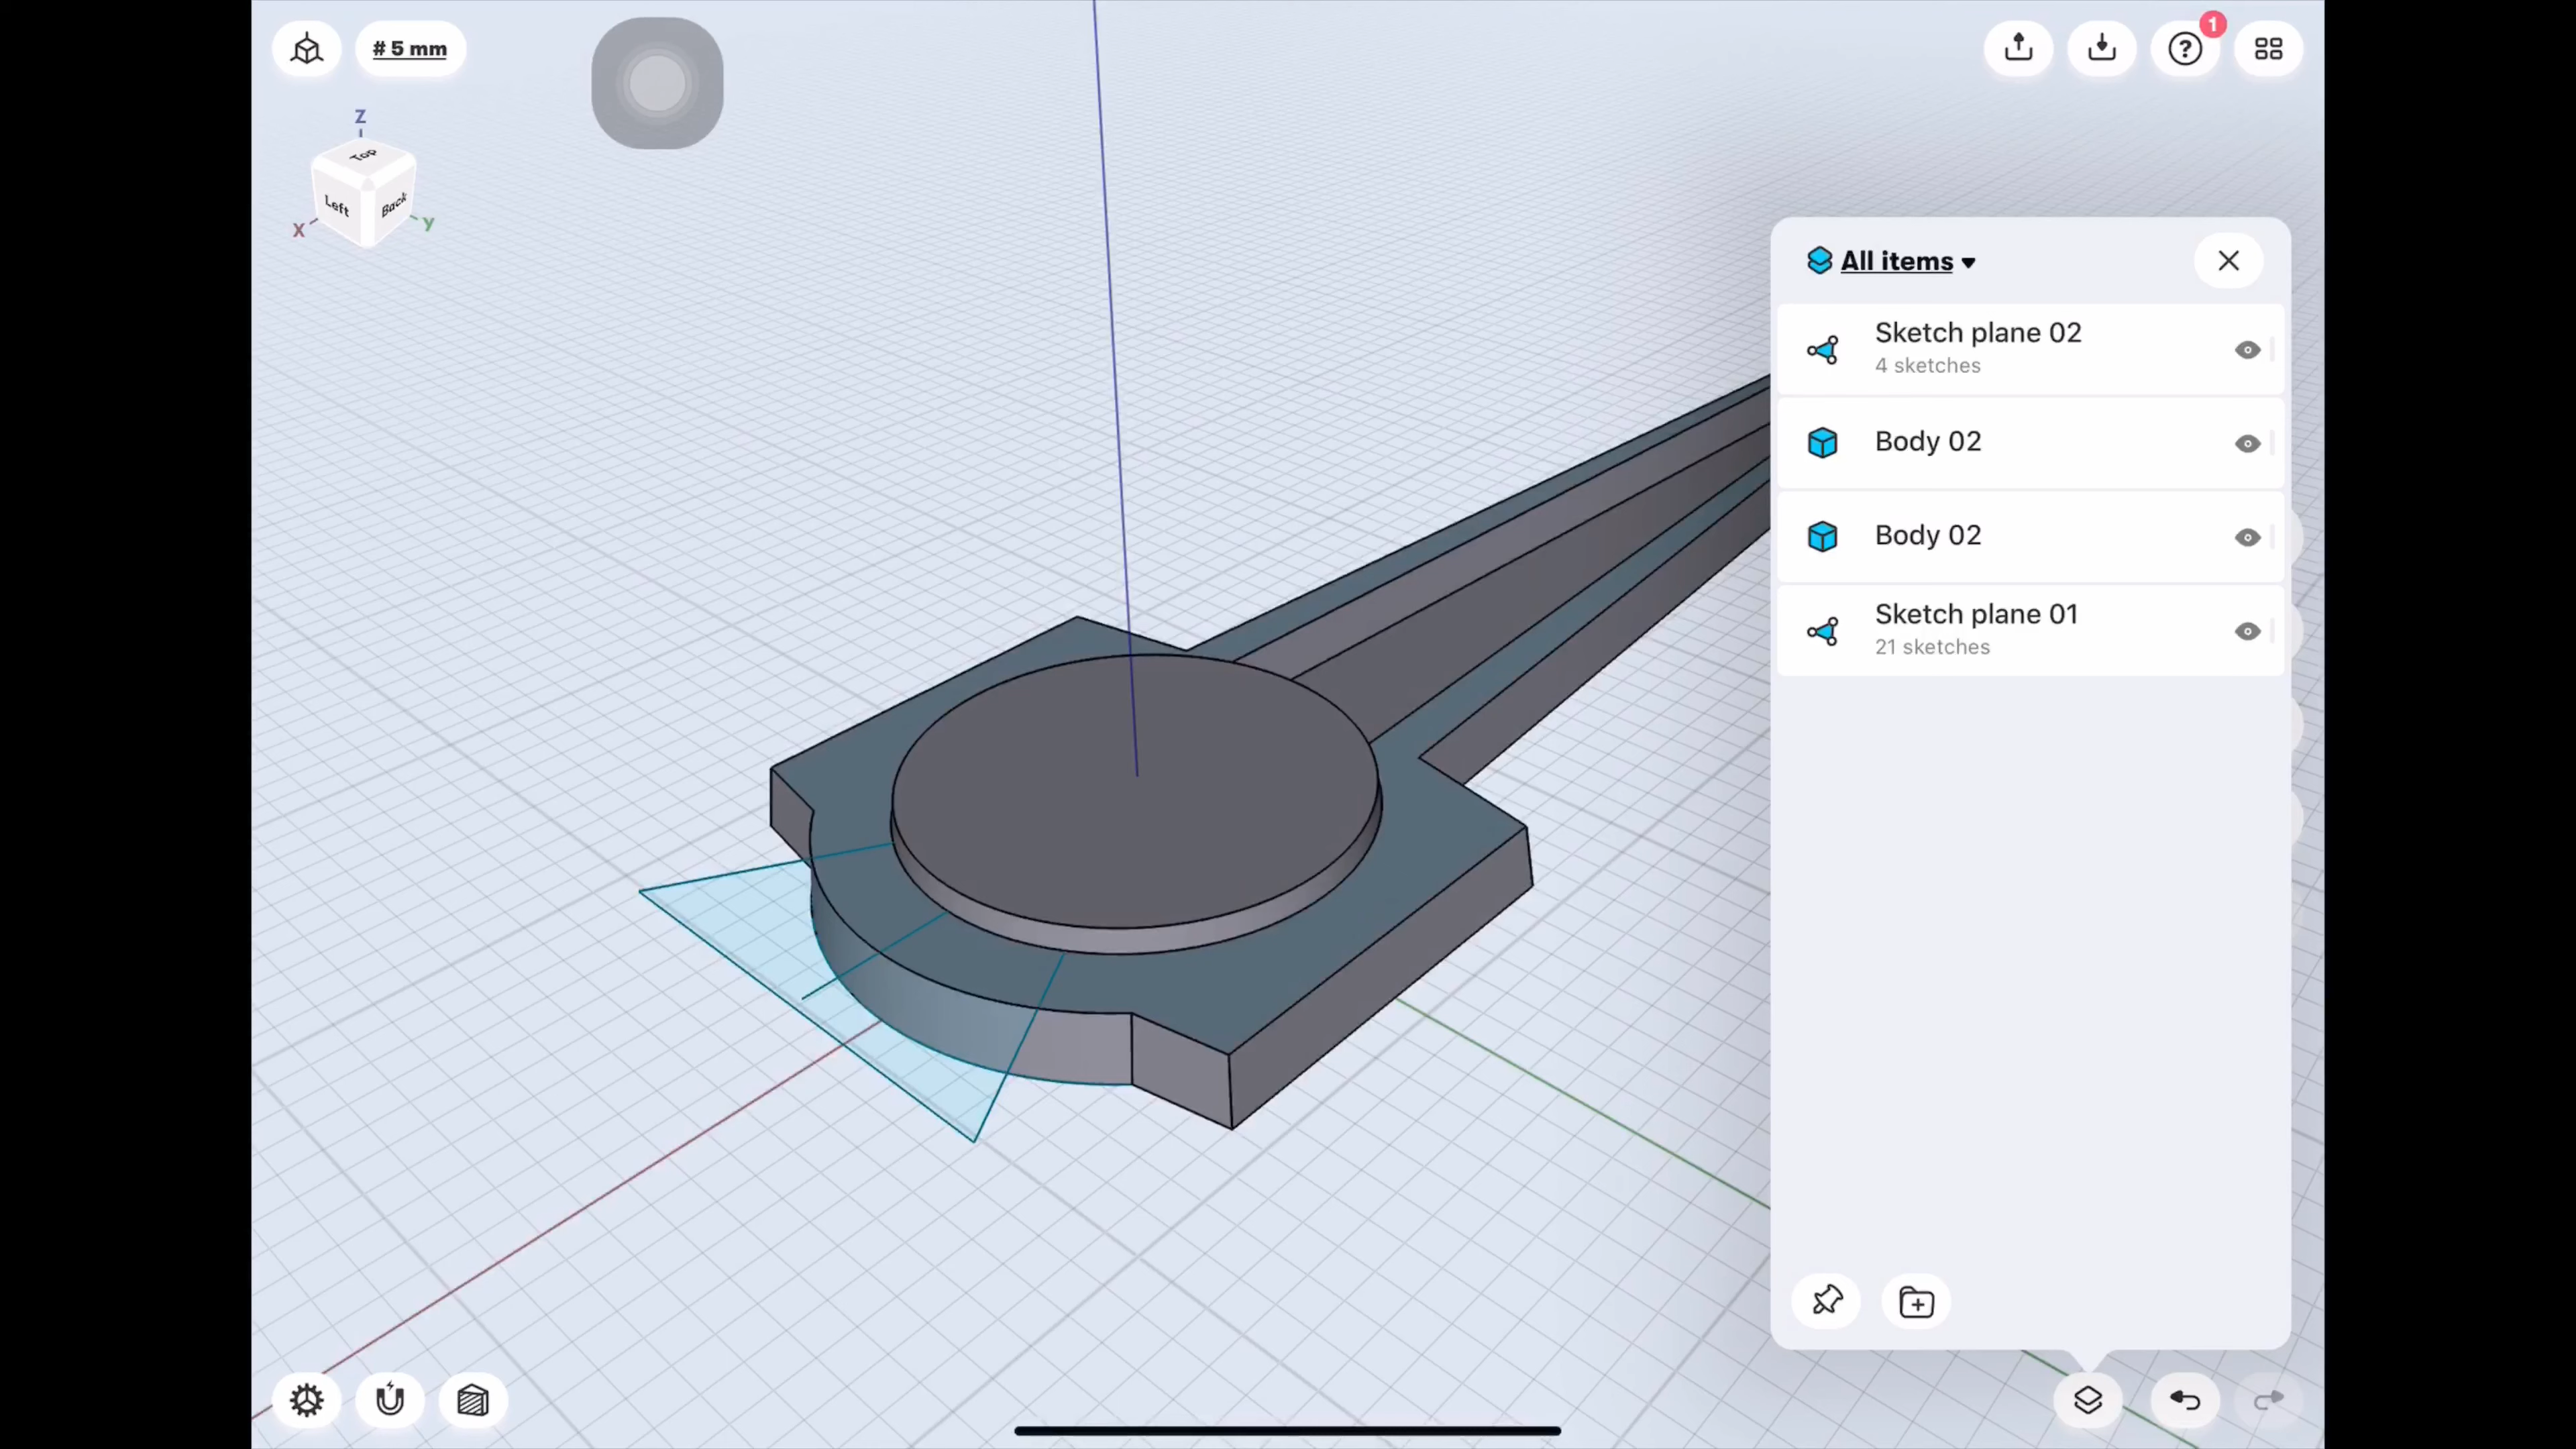 # 5 mm
1
Z
Top
Left
Back
X
y
All items
Sketch plane 02
4 sketches
Body 02
Body 02
Sketch plane 01
21 sketches